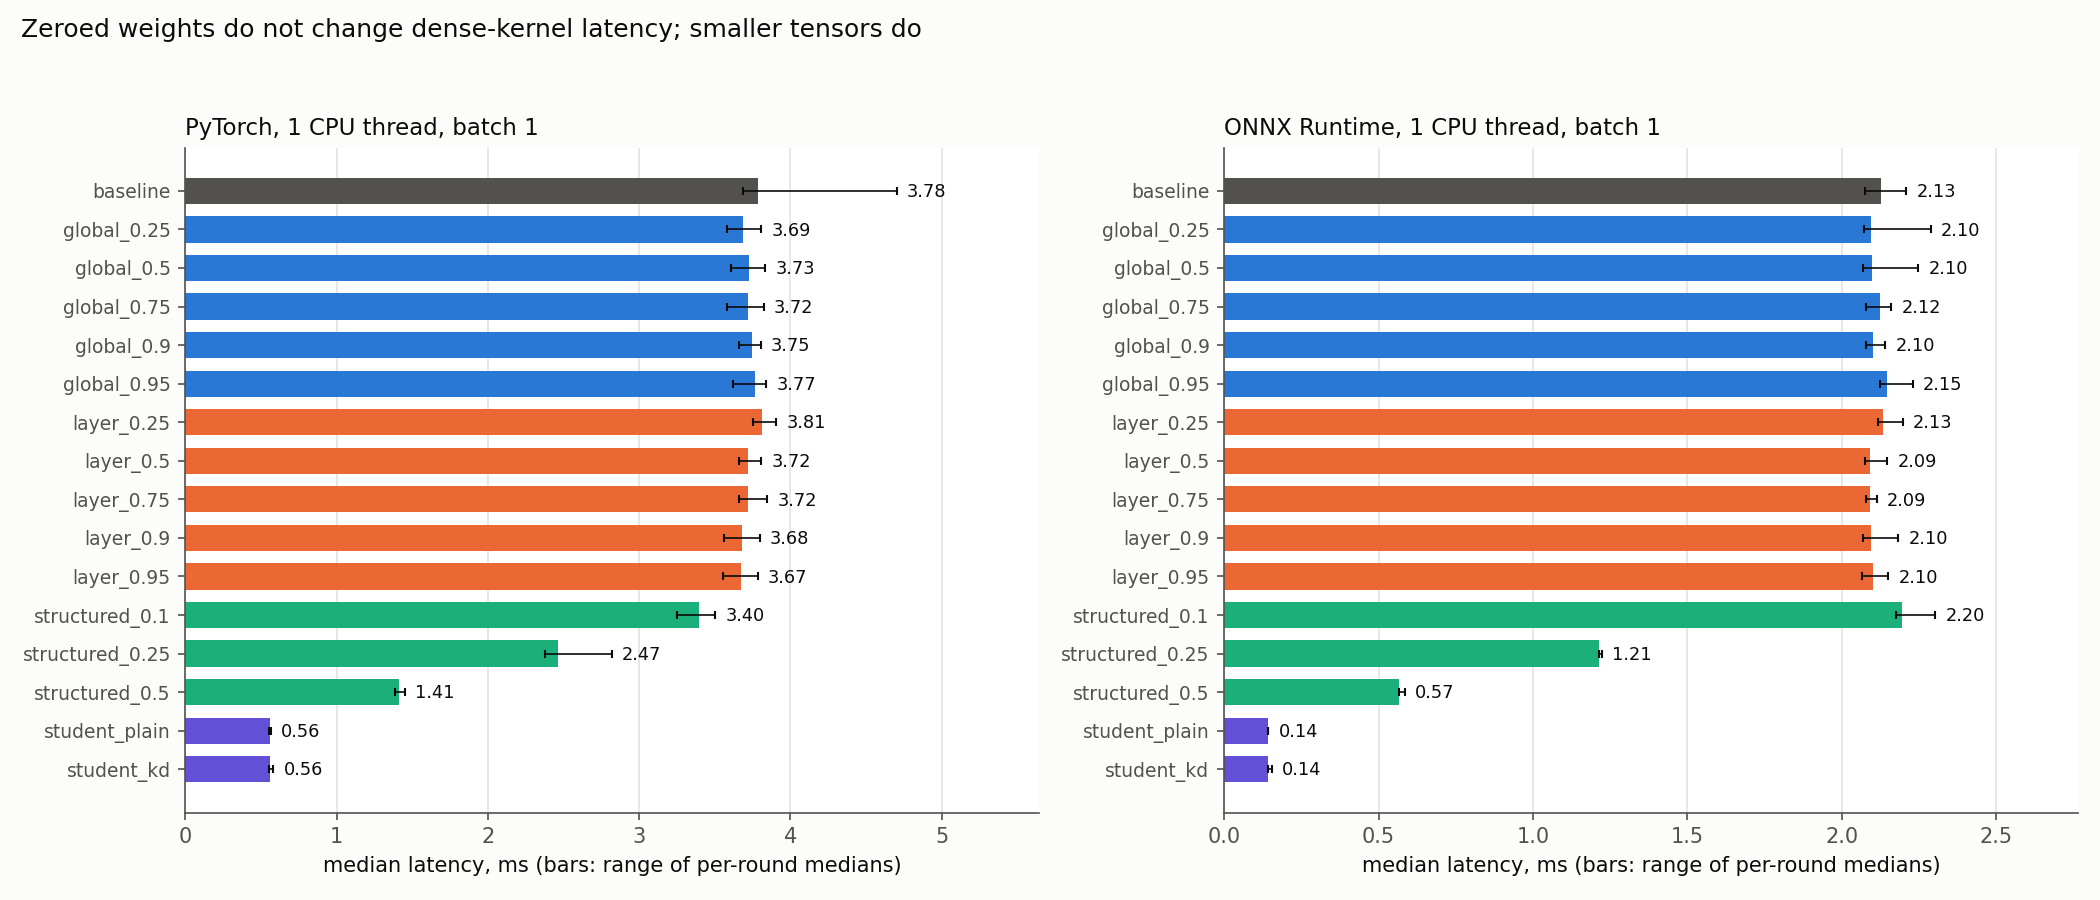 Zeroed weights do not change dense-kernel latency; smaller tensors do
PyTorch, 1 CPU thread, batch 1
baseline 3.78
global_0.25 3.69
global_0.5 3.73
global_0.75 3.72
global_0.9 3.75
global_0.95 3.77
layer_0.25 3.81
layer_0.5 3.72
layer_0.75 3.72
layer_0.9 3.68
layer_0.95 3.67
structured_0.1 3.40
structured_0.25 2.47
structured_0.5 1.41
student_plain 0.56
student_kd 0.56
0 1 2 3 4 5
median latency, ms (bars: range of per-round medians)
ONNX Runtime, 1 CPU thread, batch 1
baseline 2.13
global_0.25 2.10
global_0.5 2.10
global_0.75 2.12
global_0.9 2.10
global_0.95 2.15
layer_0.25 2.13
layer_0.5 2.09
layer_0.75 2.09
layer_0.9 2.10
layer_0.95 2.10
structured_0.1 2.20
structured_0.25 1.21
structured_0.5 0.57
student_plain 0.14
student_kd 0.14
0.0 0.5 1.0 1.5 2.0 2.5
median latency, ms (bars: range of per-round medians)